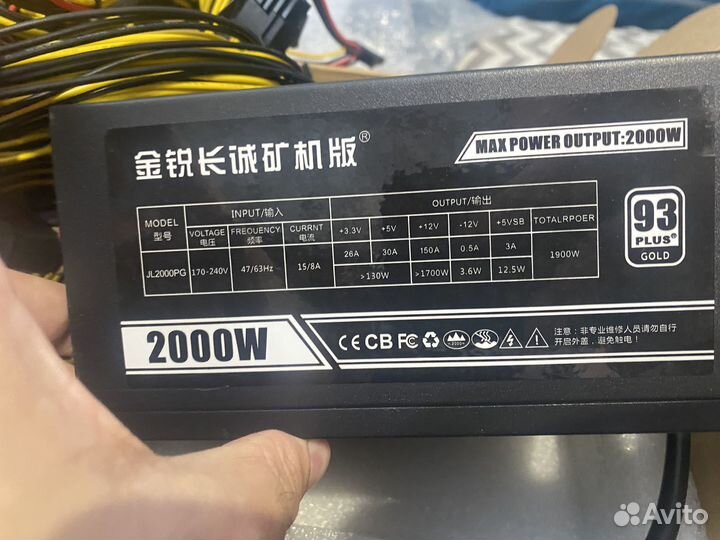 金锐长诚矿机版®
MAX POWER OUTPUT:2000W
MODEL 型号 INPUT/输入 OUTPUT/输出
VOLTAGE 电压 FREOUENCY 频率 CURRNT 电流 +3.3V +5V +12V -12V +5VSB TOTALRPOER
JL2000PG 170-240V 47/63Hz 15/8A 26A 30A 150A 0.5A 3A 1900W
>130W >1700W 3.6W 12.5W
93
PLUS
GOLD
2000W
CE CB FC
注意:非专业维修人员请勿自行
开启外盖,避免触电!
Avito